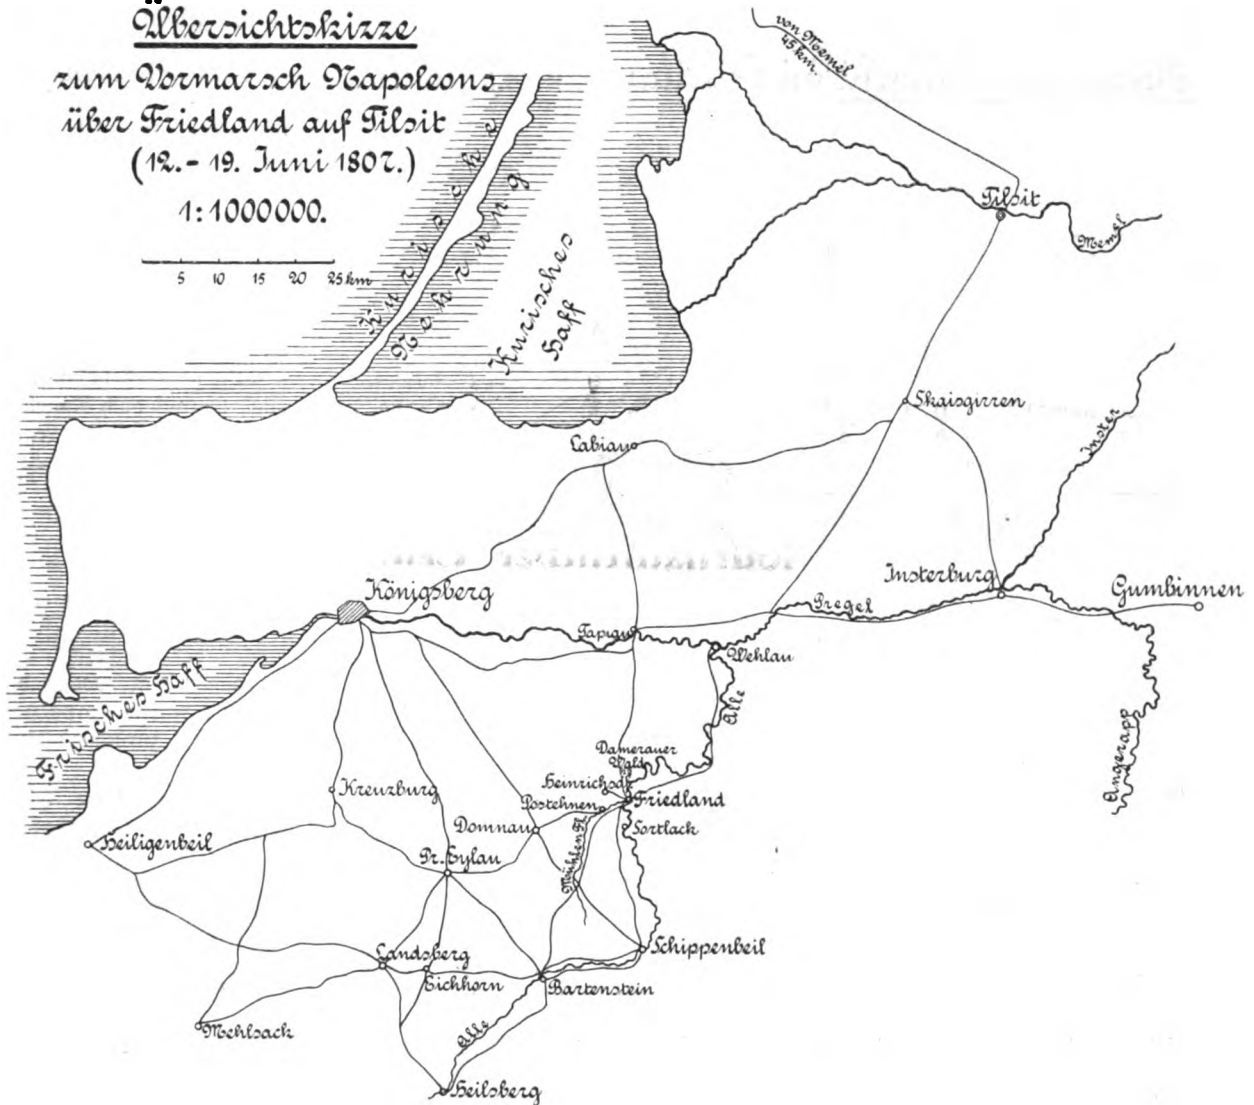 Übersichtskizze
zum Vormarsch Napoleons
über Friedland auf Tilsit
(12.- 19. Juni 1807.)
1:1000000.
5 10 15 20 25 km
von Memel
45 km
Kurische
Nehrung
Kurisches
Haff
Tilsit
Memel
Skaisgirren
Inster
Labiau
Königsberg
Insterburg
Gumbinnen
Pregel
Tapiau
Wehlau
Alle
Frisches Haff
Angerapp
Damerauer
Wald
Heinrichsdf
Kreuzburg
Postehnen
Friedland
Domnau
Sortlack
Heiligenbeil
Mühlen Fl.
Pr. Eylau
Landsberg
Schippenbeil
Eichhorn
Bartenstein
Mehlsack
Alle
Heilsberg